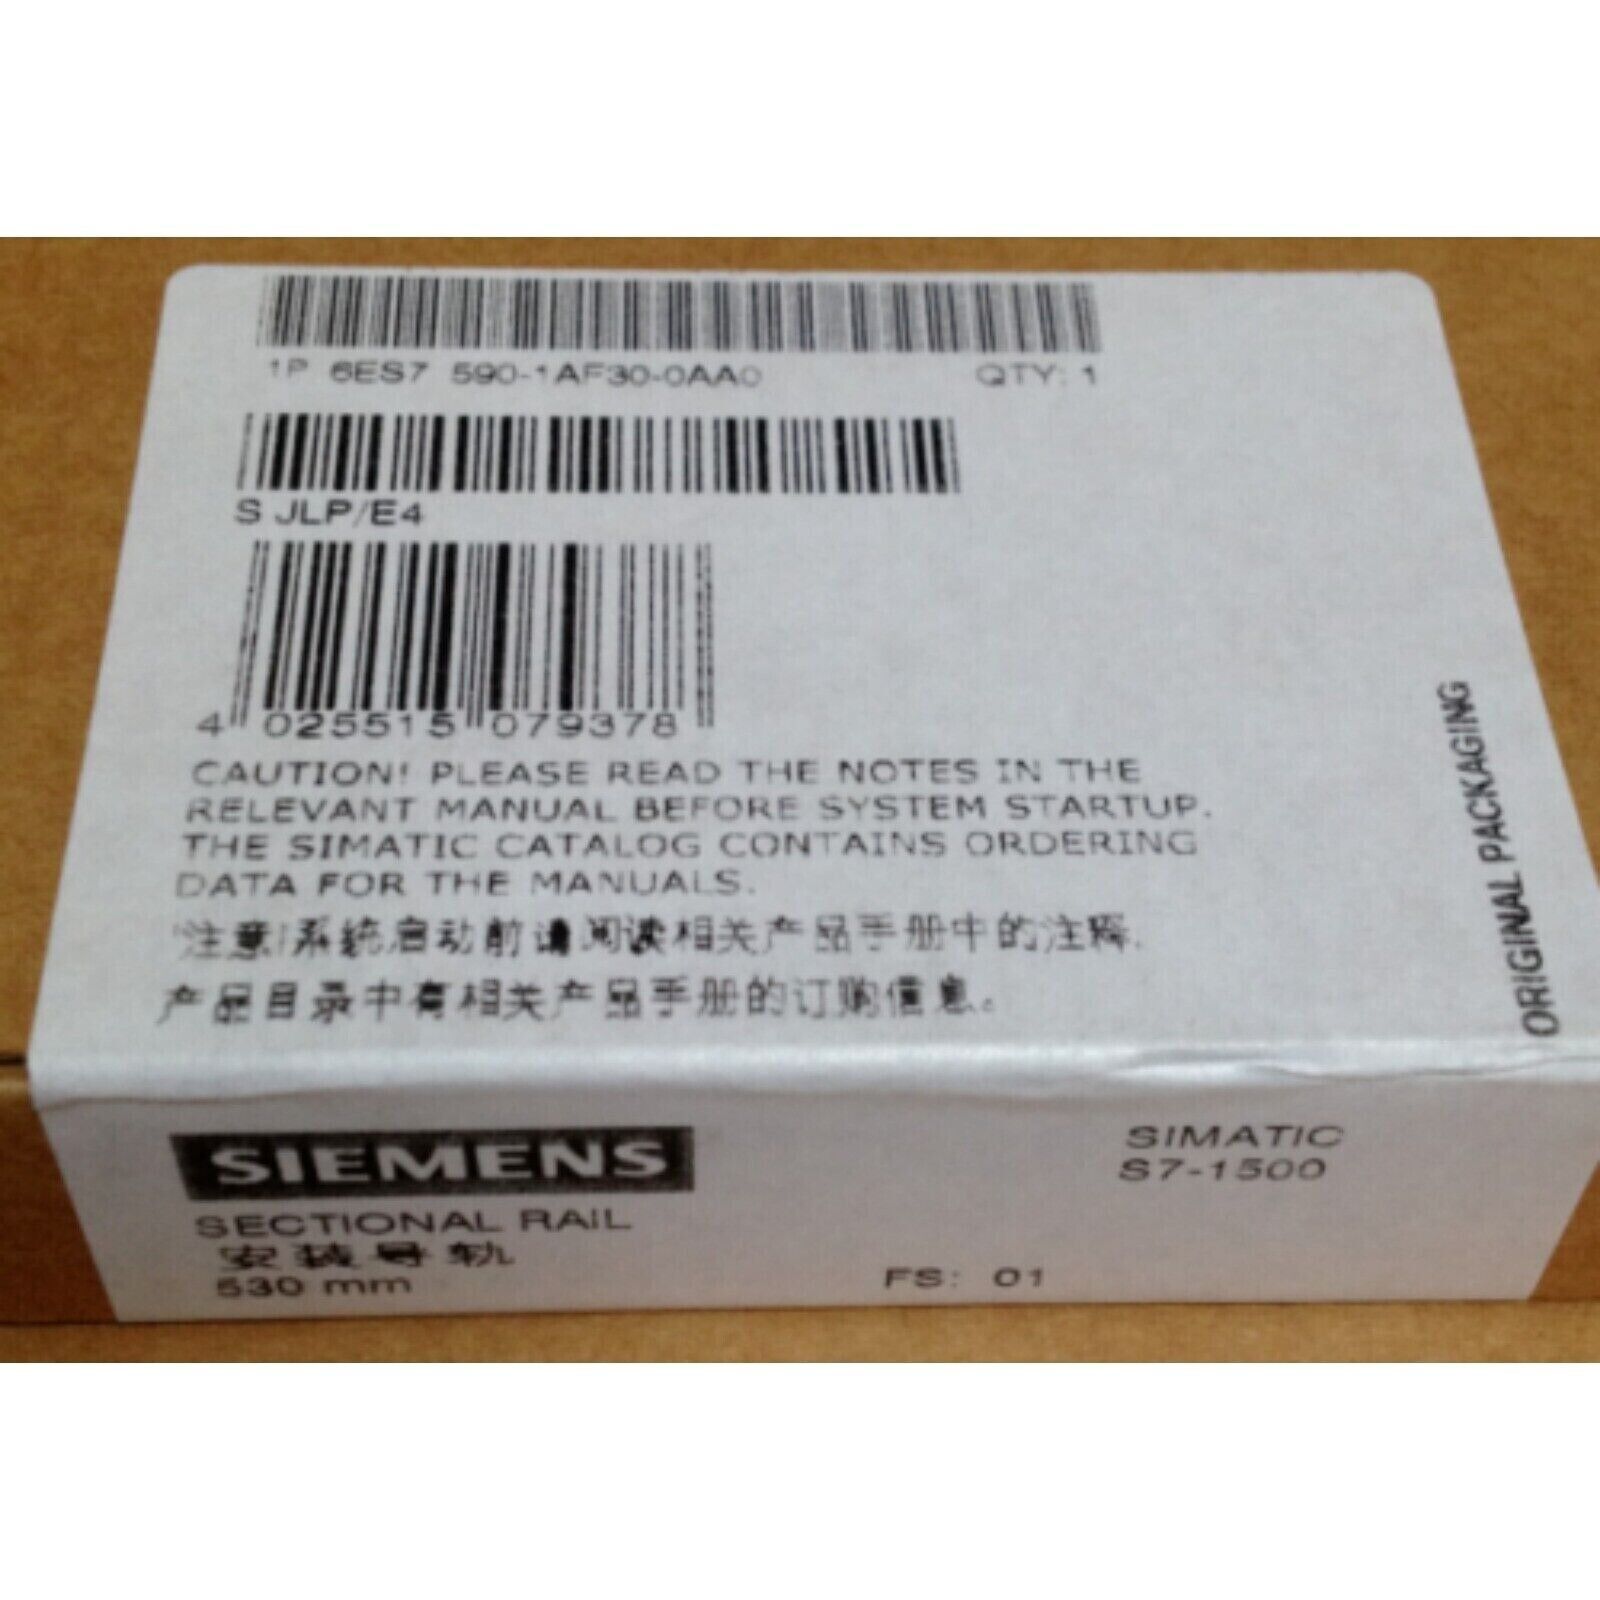 1P 6ES7 590-1AF30-0AA0 QTY: 1
S JLP/E4
4 025515 079378
CAUTION! PLEASE READ THE NOTES IN THE
RELEVANT MANUAL BEFORE SYSTEM STARTUP.
THE SIMATIC CATALOG CONTAINS ORDERING
DATA FOR THE MANUALS.
注意!系统启动前请阅读相关产品手册中的注释.
产品目录中有相关产品手册的订购信息。
ORIGINAL PACKAGING
SIEMENS
SIMATIC
S7-1500
SECTIONAL RAIL
安装导轨
530 mm
FS: 01